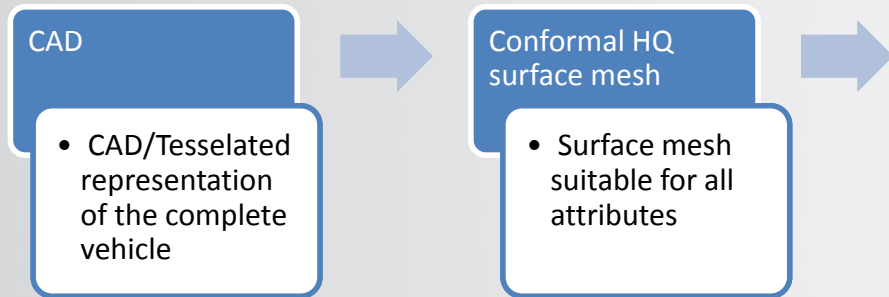 CAD
• CAD/Tesselated
representation
of the complete
vehicle
Conformal HQ
surface mesh
• Surface mesh
suitable for all
attributes